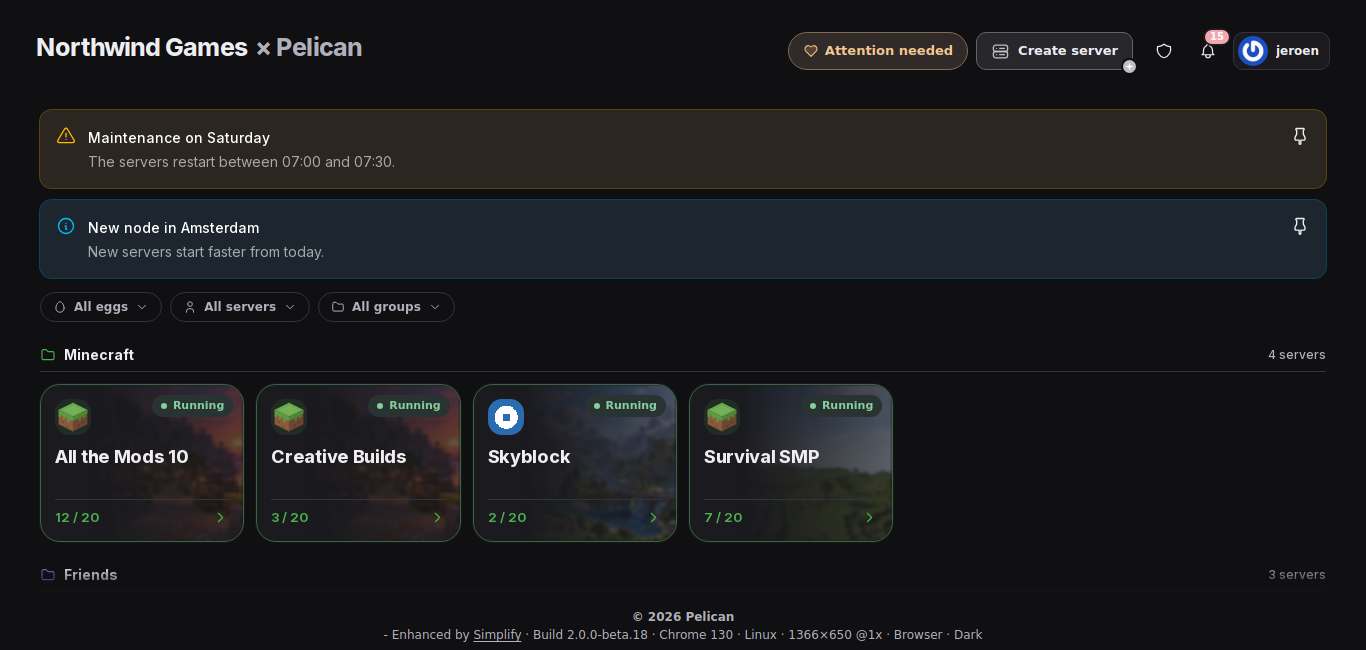 Northwind Games × Pelican
Attention needed
Create server
15
jeroen
Maintenance on Saturday
The servers restart between 07:00 and 07:30.
New node in Amsterdam
New servers start faster from today.
All eggs
All servers
All groups
Minecraft
4 servers
Running
Running
Running
Running
All the Mods 10
Creative Builds
Skyblock
Survival SMP
12 / 20
3 / 20
2 / 20
7 / 20
Friends
3 servers
© 2026 Pelican
- Enhanced by Simplify · Build 2.0.0-beta.18 · Chrome 130 · Linux · 1366×650 @1x · Browser · Dark